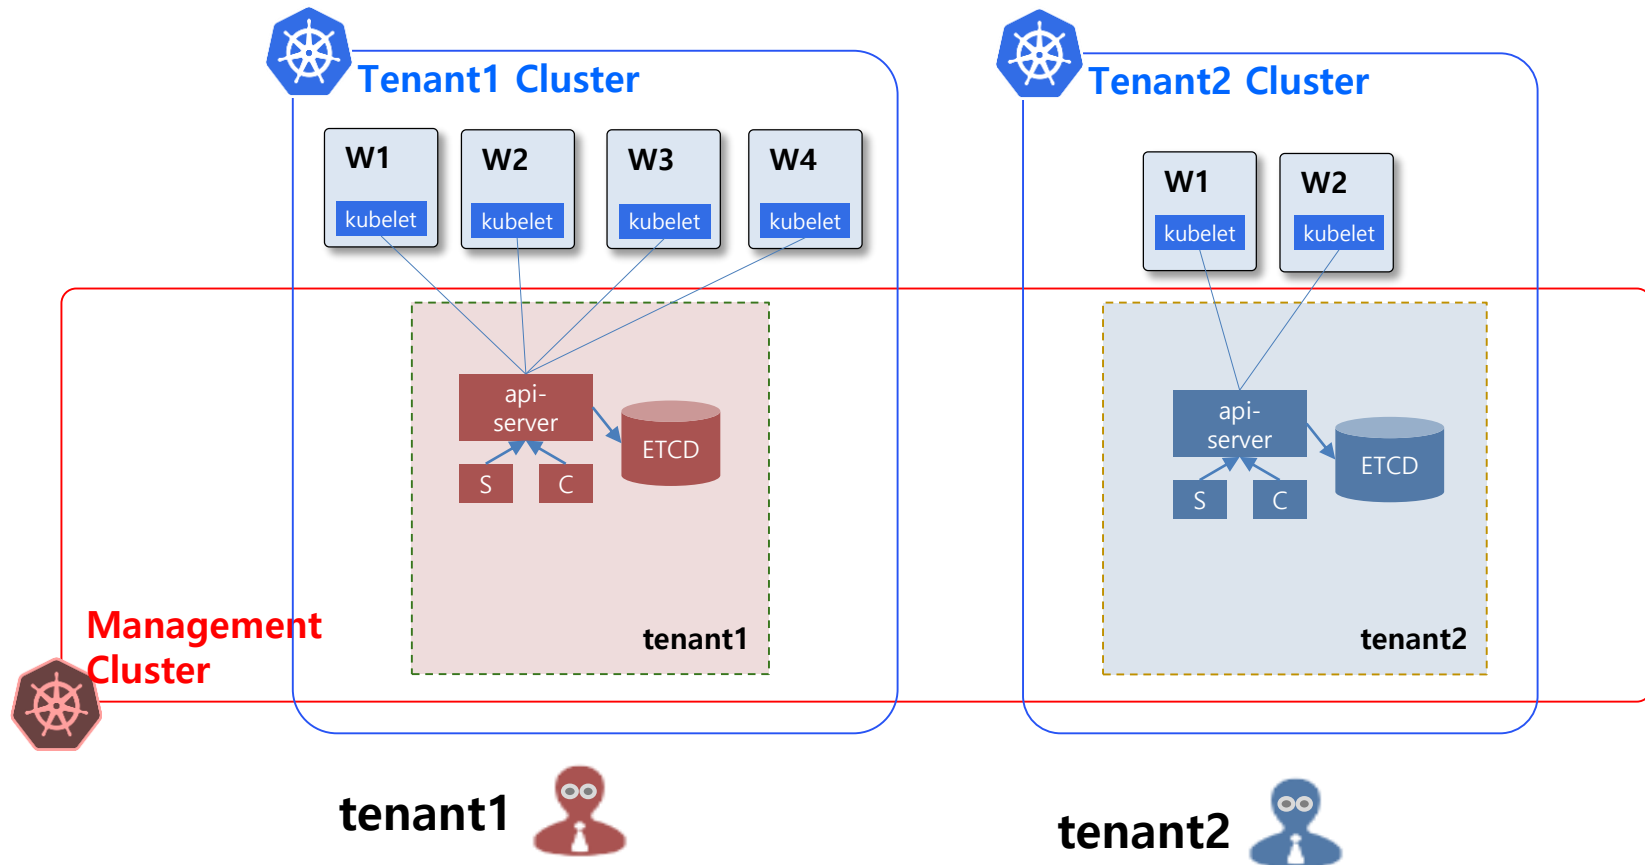 Tenant1 Cluster
W1
W2
W3
W4
kubelet
kubelet
kubelet
kubelet
api-
server
ETCD
S
C
tenant1
Tenant2 Cluster
W1
W2
kubelet
kubelet
api-
server
ETCD
S
C
tenant2
Management
Cluster
tenant1
tenant2